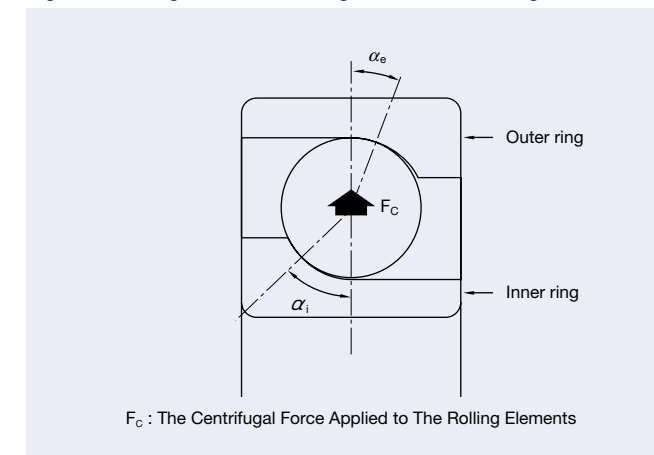 αe
Outer ring
FC
Inner ring
αi
FC : The Centrifugal Force Applied to The Rolling Elements